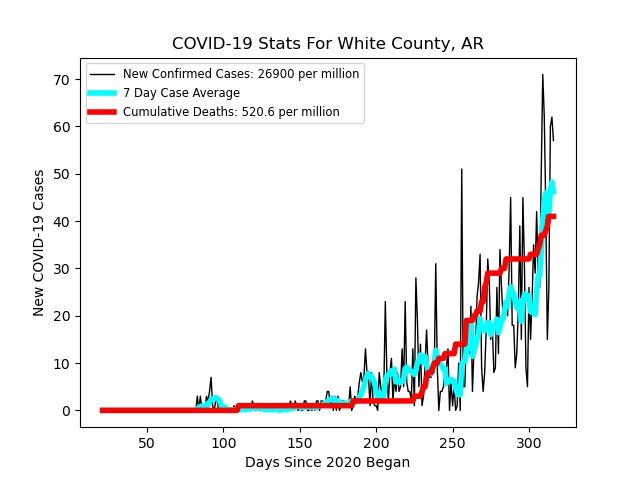 COVID-19 Stats For White County, AR
New Confirmed Cases: 26900 per million
7 Day Case Average
Cumulative Deaths: 520.6 per million
New COVID-19 Cases
70
60
50
40
30
20
10
0
50 100 150 200 250 300
Days Since 2020 Began